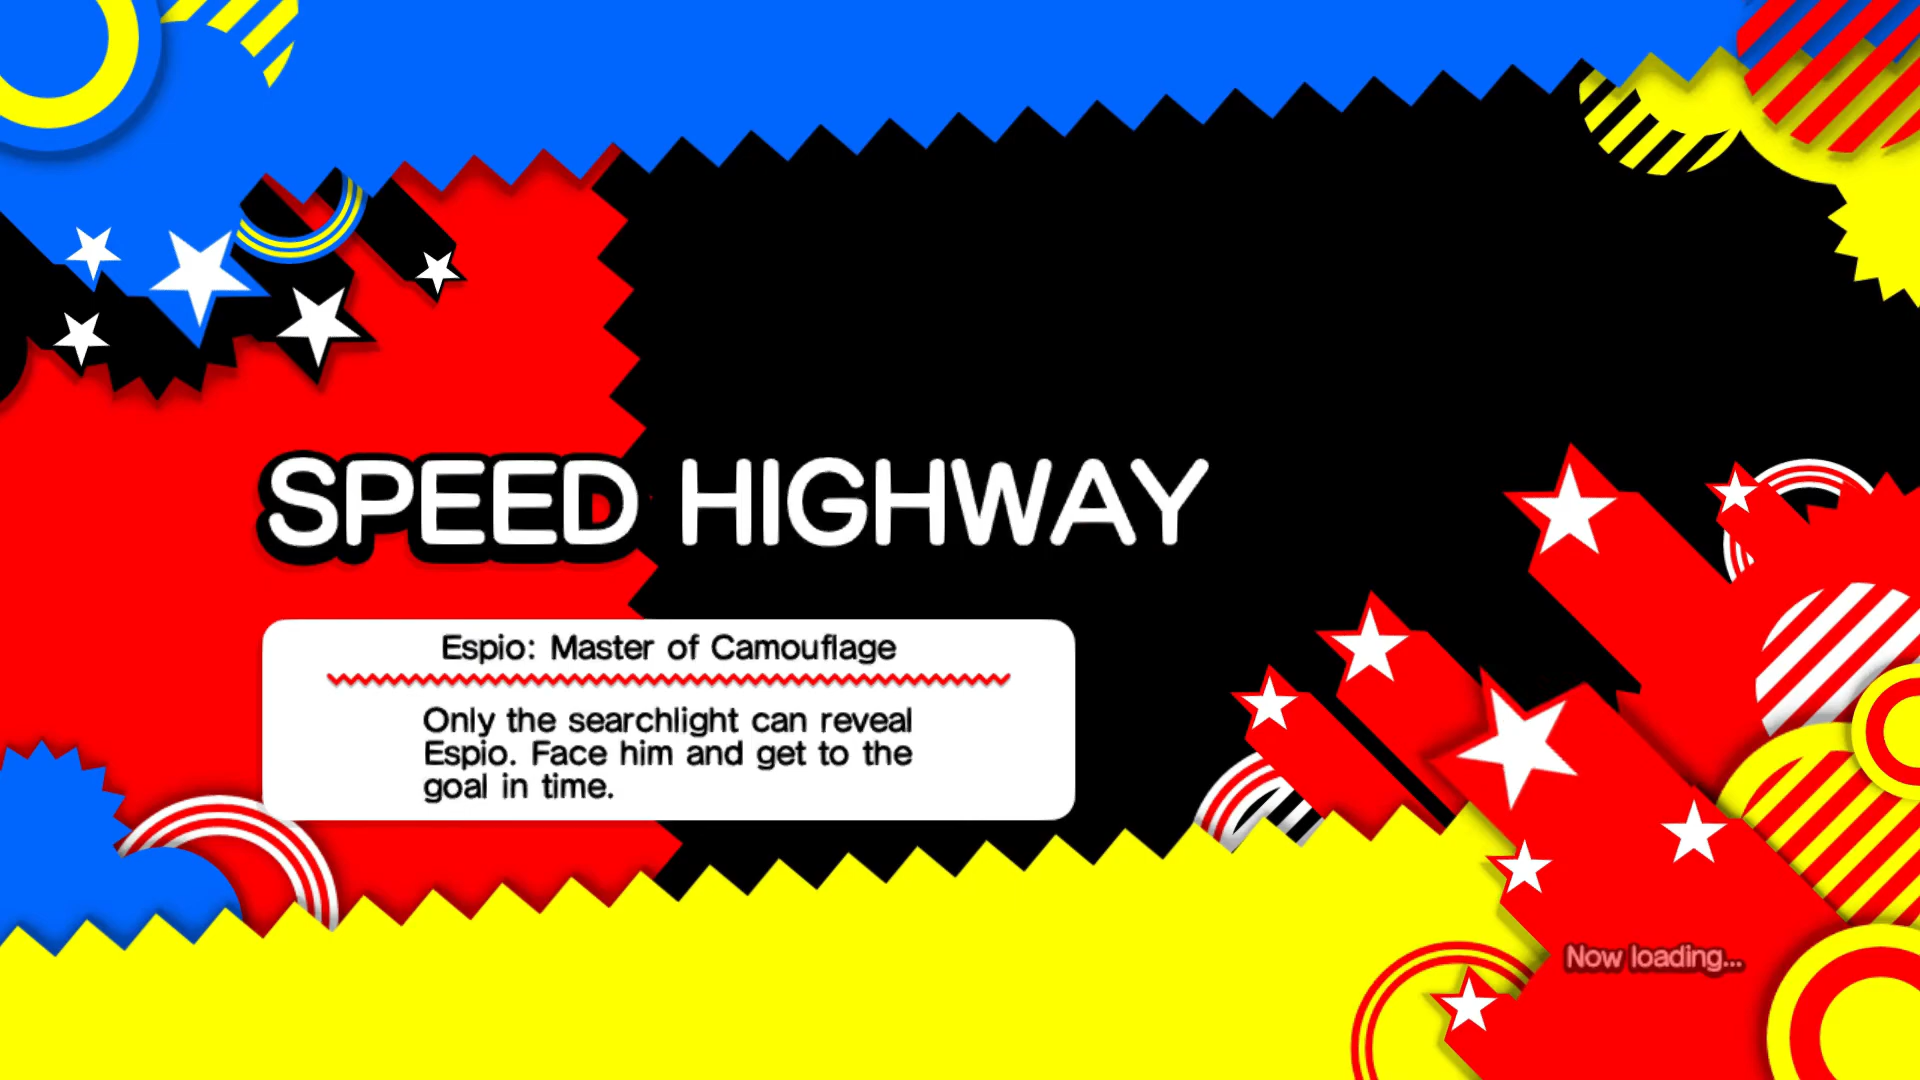 SPEED HIGHWAY
Espio: Master of Camouflage
Only the searchlight can reveal
Espio. Face him and get to the
goal in time.
Now loading...